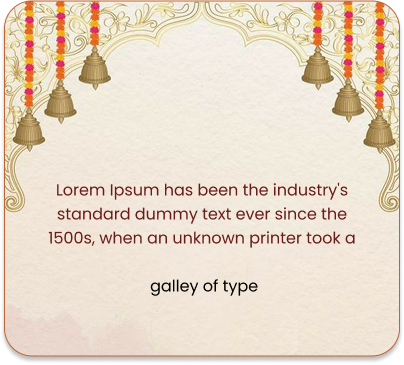 Lorem Ipsum has been the industry's
standard dummy text ever since the
1500s, when an unknown printer took a
galley of type